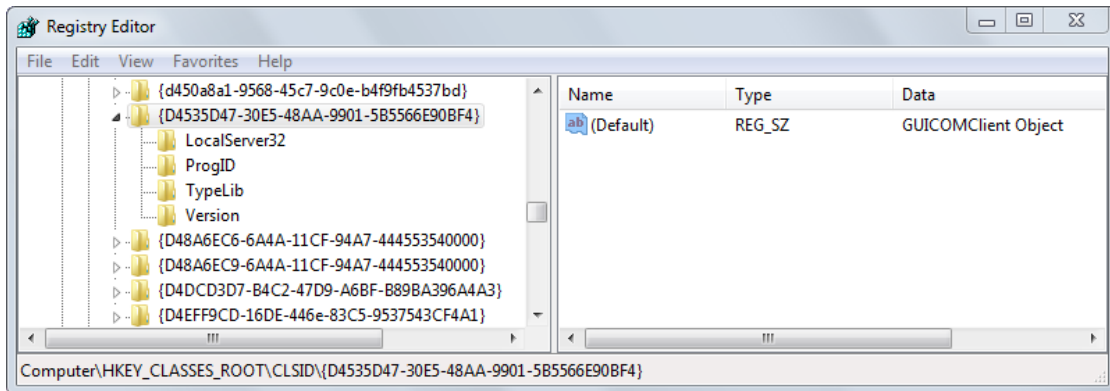 Registry Editor
File Edit View Favorites Help
{d450a8a1-9568-45c7-9c0e-b4f9fb4537bd}
{D4535D47-30E5-48AA-9901-5B5566E90BF4}
LocalServer32
ProgID
TypeLib
Version
{D48A6EC6-6A4A-11CF-94A7-444553540000}
{D48A6EC9-6A4A-11CF-94A7-444553540000}
{D4DCD3D7-B4C2-47D9-A6BF-B89BA396A4A3}
{D4EFF9CD-16DE-446e-83C5-9537543CF4A1}
Name Type Data
ab (Default) REG_SZ GUICOMClient Object
Computer\HKEY_CLASSES_ROOT\CLSID\{D4535D47-30E5-48AA-9901-5B5566E90BF4}